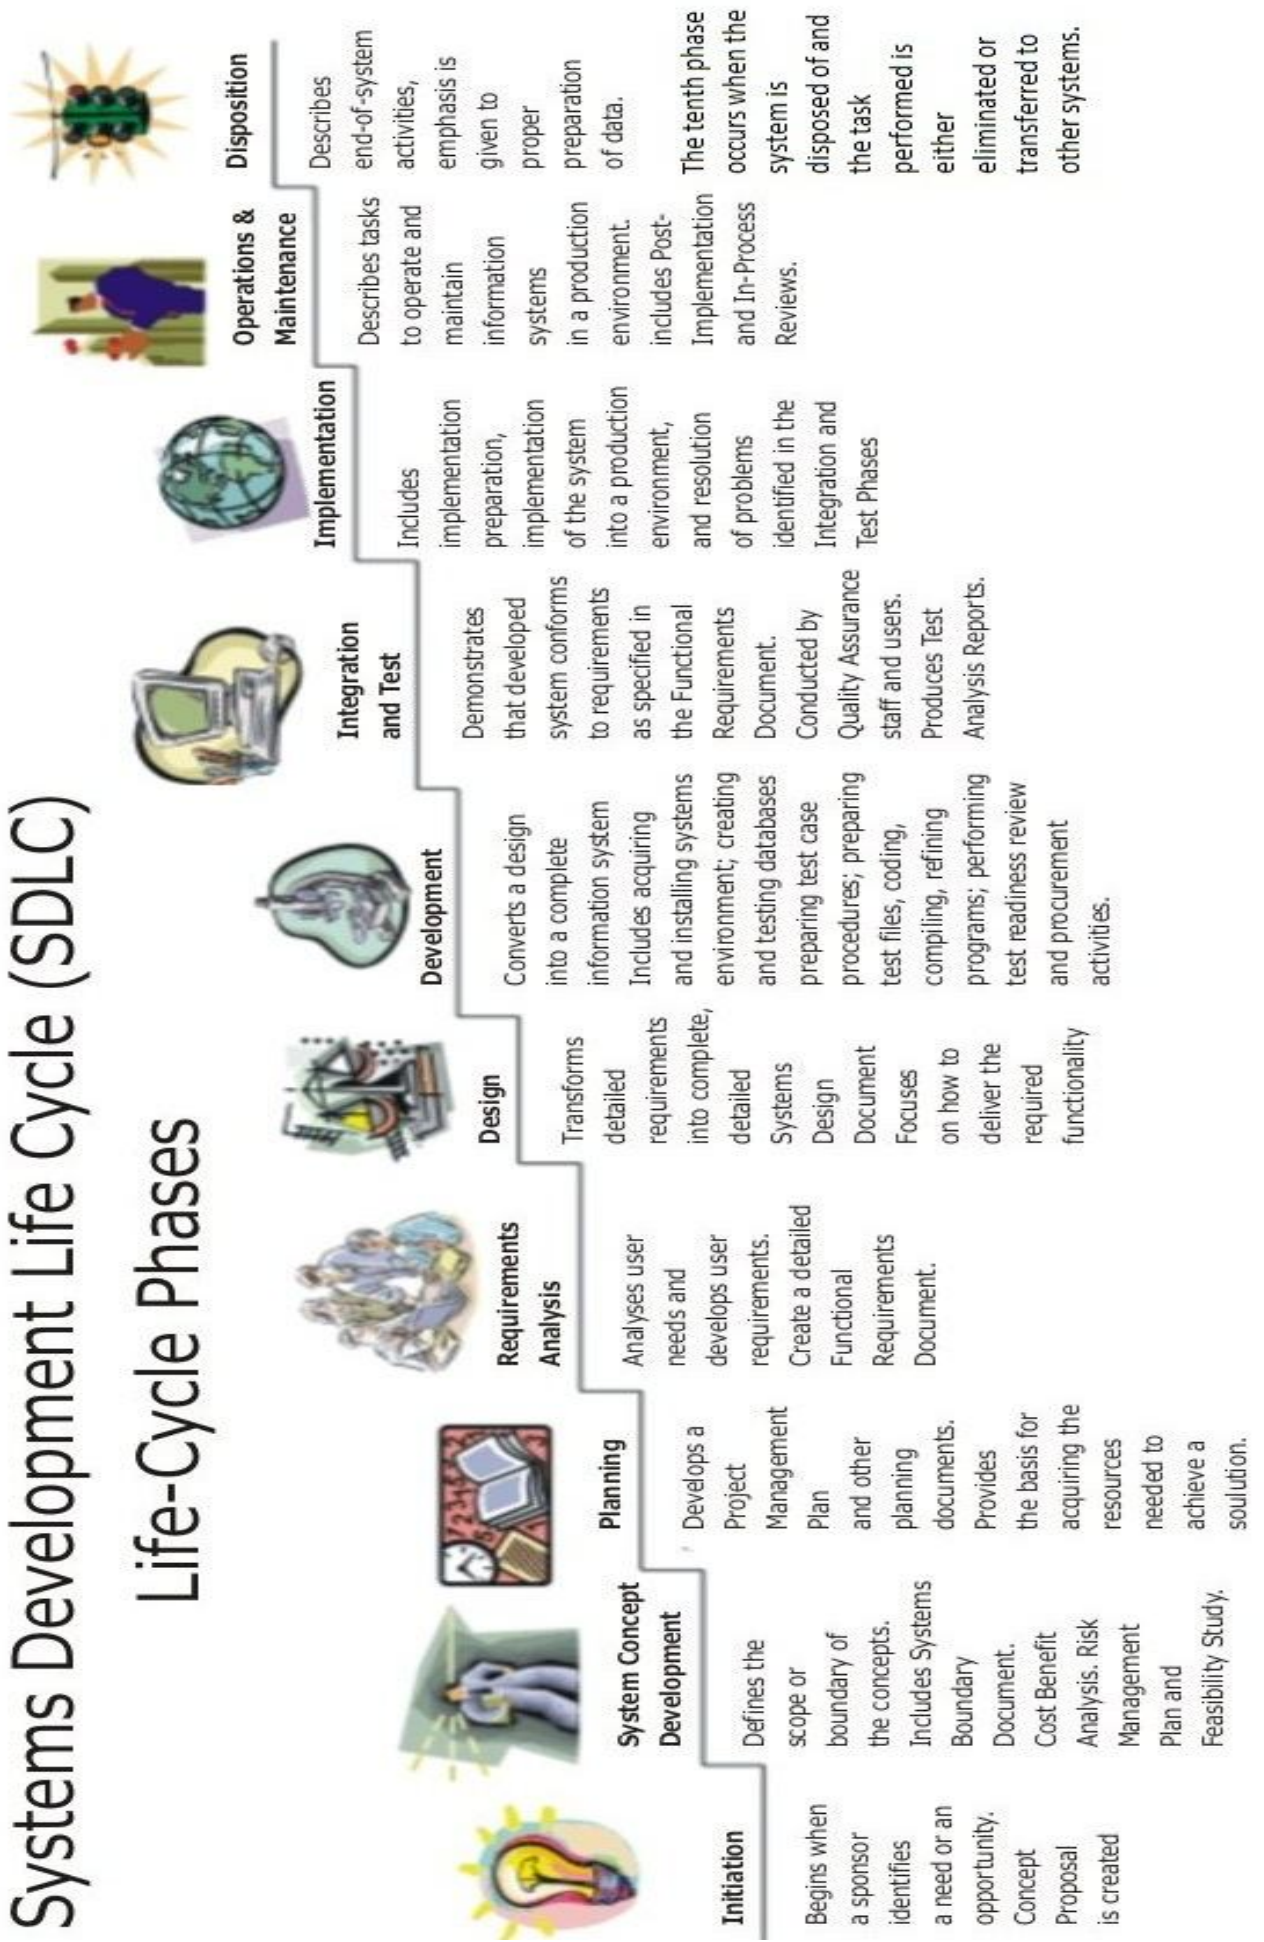 Systems Development Life Cycle (SDLC)
Life-Cycle Phases
Initiation
Begins when
a sponsor
identifies
a need or an
opportunity.
Concept
Proposal
is created
System Concept
Development
Defines the
scope or
boundary of
the concepts.
Includes Systems
Boundary
Document.
Cost Benefit
Analysis. Risk
Management
Plan and
Feasibility Study.
Planning
Develops a
Project
Management
Plan
and other
planning
documents.
Provides
the basis for
acquiring the
resources
needed to
achieve a
soulution.
Requirements
Analysis
Analyses user
needs and
develops user
requirements.
Create a detailed
Functional
Requirements
Document.
Design
Transforms
detailed
requirements
into complete,
detailed
Systems
Design
Document
Focuses
on how to
deliver the
required
functionality
Development
Converts a design
into a complete
information system
Includes acquiring
and installing systems
environment; creating
and testing databases
preparing test case
procedures; preparing
test files, coding,
compiling, refining
programs; performing
test readiness review
and procurement
activities.
Integration
and Test
Demonstrates
that developed
system conforms
to requirements
as specified in
the Functional
Requirements
Document.
Conducted by
Quality Assurance
staff and users.
Produces Test
Analysis Reports.
Implementation
Includes
implementation
preparation,
implementation
of the system
into a production
environment,
and resolution
of problems
identified in the
Integration and
Test Phases
Operations &
Maintenance
Describes tasks
to operate and
maintain
information
systems
in a production
environment.
includes Post-
Implementation
and In-Process
Reviews.
Disposition
Describes
end-of-system
activities,
emphasis is
given to
proper
preparation
of data.
The tenth phase
occurs when the
system is
disposed of and
the task
performed is
either
eliminated or
transferred to
other systems.